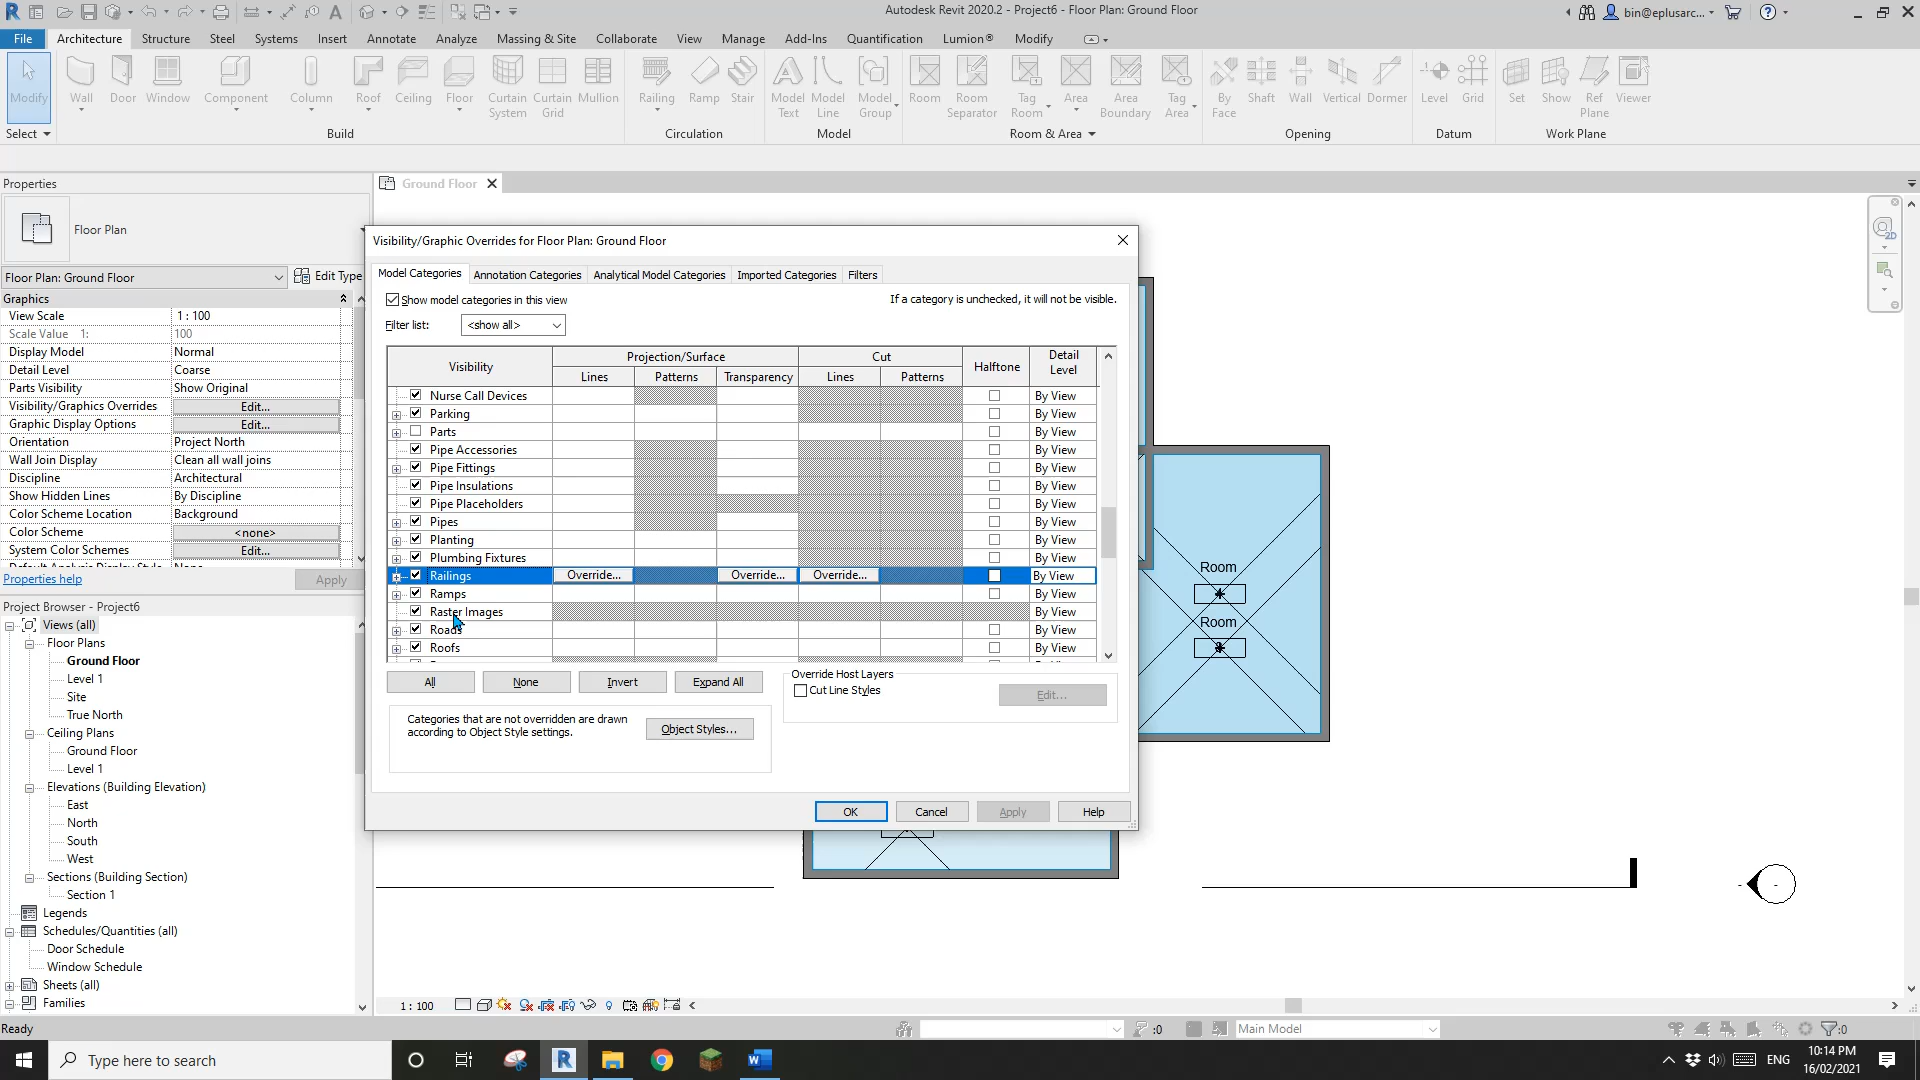 Autodesk Revit 2020.2 - Project6 - Floor Plan: Ground Floor
bin@eplusarc...
File
Architecture
Structure
Steel
Systems
Insert
Annotate
Analyze
Massing & Site
Collaborate
View
Manage
Add-Ins
Quantification
Lumion®
Modify
Modify
Wall
Door
Window
Component
Column
Roof
Ceiling
Floor
Curtain System
Curtain Grid
Mullion
Railing
Ramp
Stair
Model Text
Model Line
Model Group
Room
Room Separator
Tag Room
Area
Area Boundary
Tag Area
By Face
Shaft
Wall
Vertical
Dormer
Level
Grid
Set
Show
Ref Plane
Viewer
Select
Build
Circulation
Model
Room & Area
Opening
Datum
Work Plane
Properties
Floor Plan
Floor Plan: Ground Floor
Edit Type
Graphics
View Scale 1 : 100
Scale Value 1: 100
Display Model Normal
Detail Level Coarse
Parts Visibility Show Original
Visibility/Graphics Overrides Edit...
Graphic Display Options Edit...
Orientation Project North
Wall Join Display Clean all wall joins
Discipline Architectural
Show Hidden Lines By Discipline
Color Scheme Location Background
Color Scheme <none>
System Color Schemes Edit...
Properties help
Apply
Project Browser - Project6
Views (all)
Floor Plans
Ground Floor
Level 1
Site
True North
Ceiling Plans
Ground Floor
Level 1
Elevations (Building Elevation)
East
North
South
West
Sections (Building Section)
Section 1
Legends
Schedules/Quantities (all)
Door Schedule
Window Schedule
Sheets (all)
Families
Ground Floor
Visibility/Graphic Overrides for Floor Plan: Ground Floor
Model Categories
Annotation Categories
Analytical Model Categories
Imported Categories
Filters
Show model categories in this view
If a category is unchecked, it will not be visible.
Filter list:
<show all>
Visibility
Projection/Surface
Cut
Halftone
Detail Level
Lines
Patterns
Transparency
Lines
Patterns
Nurse Call Devices By View
Parking By View
Parts By View
Pipe Accessories By View
Pipe Fittings By View
Pipe Insulations By View
Pipe Placeholders By View
Pipes By View
Planting By View
Plumbing Fixtures By View
Railings Override... Override... Override... By View
Ramps By View
Raster Images By View
Roads By View
Roofs By View
All
None
Invert
Expand All
Override Host Layers
Cut Line Styles
Edit...
Categories that are not overridden are drawn
according to Object Style settings.
Object Styles...
OK
Cancel
Apply
Help
Room
Room
1 : 100
Ready
:0
Main Model
:0
Type here to search
ENG
10:14 PM
16/02/2021